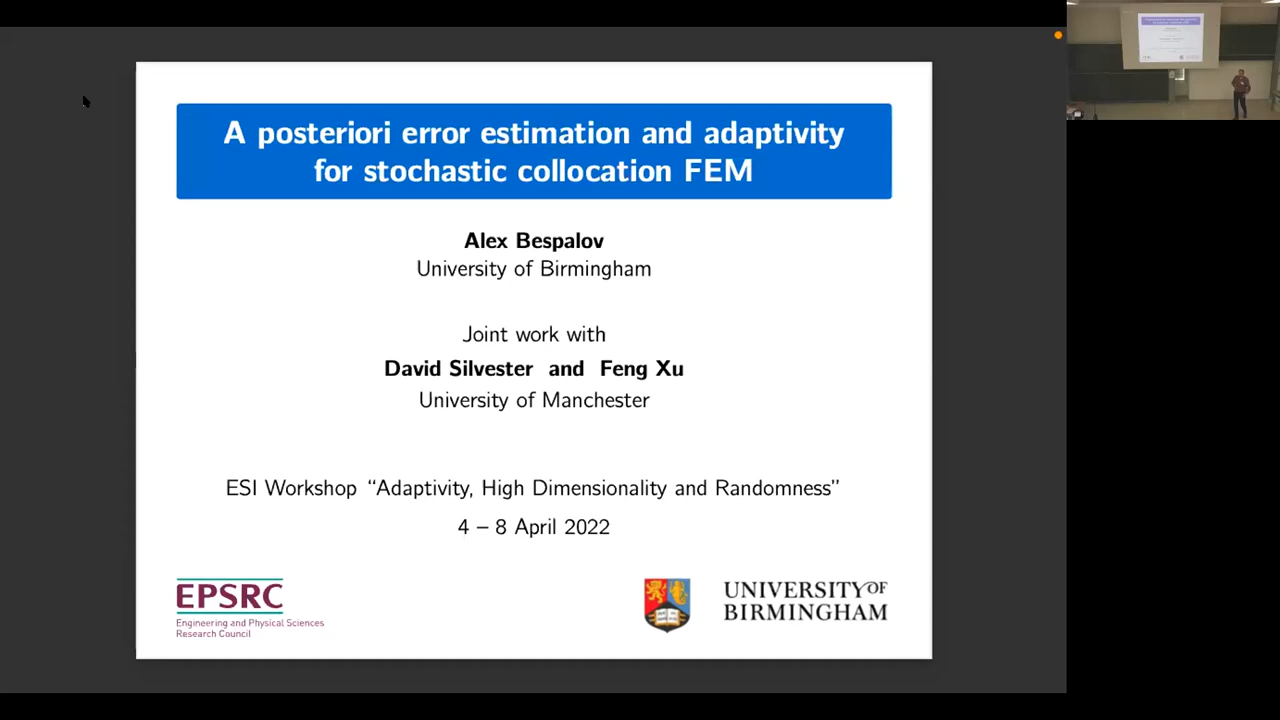 A posteriori error estimation and adaptivity
for stochastic collocation FEM
Alex Bespalov
University of Birmingham
Joint work with
David Silvester and Feng Xu
University of Manchester
ESI Workshop “Adaptivity, High Dimensionality and Randomness”
4 – 8 April 2022
EPSRC
Engineering and Physical Sciences
Research Council
UNIVERSITY OF
BIRMINGHAM